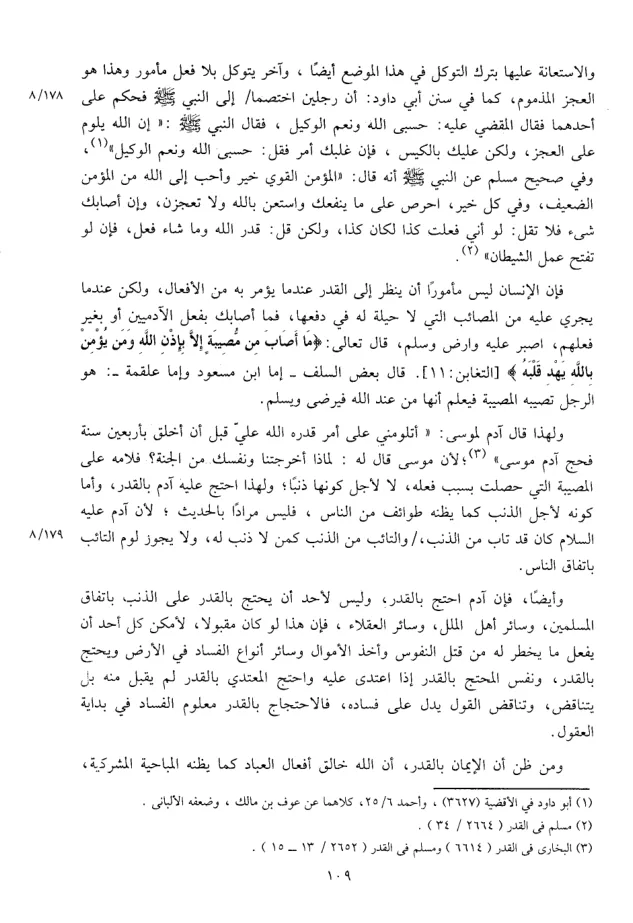 والاستعانة عليها بترك التوكل في هذا الموضع أيضًا ، وآخر يتوكل بلا فعل مأمور وهذا هو
٨/١٧٨
العجز المذموم، كما في سنن أبي داود: أن رجلين اختصما/ إلى النبي ﷺ فحكم على
أحدهما فقال المقضي عليه: حسبى الله ونعم الوكيل ، فقال النبي ﷺ :« إن الله يلوم
على العجز، ولكن عليك بالكيس ، فإن غلبك أمر فقل: حسبى الله ونعم الوكيل»(١)،
وفي صحيح مسلم عن النبي ﷺ أنه قال: «المؤمن القوي خير وأحب إلى الله من المؤمن
الضعيف، وفي كل خير، احرص على ما ينفعك واستعن بالله ولا تعجزن، وإن أصابك
شىء فلا تقل: لو أني فعلت كذا لكان كذا، ولكن قل: قدر الله وما شاء فعل، فإن لو
تفتح عمل الشيطان» (٢).
فإن الإنسان ليس مأمورًا أن ينظر إلى القدر عندما يؤمر به من الأفعال، ولكن عندما
يجري عليه من المصائب التي لا حيلة له في دفعها، فما أصابك بفعل الآدميين أو بغير
فعلهم، اصبر عليه وارض وسلم، قال تعالى: ﴿مَا أَصَابَ مِن مُّصِيبَةٍ إِلاَّ بِإِذْنِ اللَّهِ وَمَن يُؤْمِنْ
بِاللَّهِ يَهْدِ قَلْبَهُ ﴾ [التغابن:١١]. قال بعض السلف ـ إما ابن مسعود وإما علقمة ـ: هو
الرجل تصيبه المصيبة فيعلم أنها من عند الله فيرضى ويسلم.
ولهذا قال آدم لموسى: « أتلومني على أمر قدره الله عليّ قبل أن أخلق بأربعين سنة
فحج آدم موسى» (٣)؛لأن موسى قال له : لماذا أخرجتنا ونفسك من الجنة؟ فلامه على
المصيبة التي حصلت بسبب فعله، لا لأجل كونها ذنبًا؛ ولهذا احتج عليه آدم بالقدر، وأما
كونه لأجل الذنب كما يظنه طوائف من الناس ، فليس مرادًا بالحديث ؛ لأن آدم عليه
٨/١٧٩
السلام كان قد تاب من الذنب،/ والتائب من الذنب كمن لا ذنب له، ولا يجوز لوم التائب
باتفاق الناس.
وأيضًا، فإن آدم احتج بالقدر، وليس لأحد أن يحتج بالقدر على الذنب باتفاق
المسلمين، وسائر أهل الملل، وسائر العقلاء ، فإن هذا لو كان مقبولا، لأمكن كل أحد أن
يفعل ما يخطر له من قتل النفوس وأخذ الأموال وسائر أنواع الفساد في الأرض ويحتج
بالقدر، ونفس المحتج بالقدر إذا اعتدى عليه واحتج المعتدي بالقدر لم يقبل منه بل
يتناقض، وتناقض القول يدل على فساده، فالاحتجاج بالقدر معلوم الفساد في بداية
العقول.
ومن ظن أن الإيمان بالقدر، أن الله خالق أفعال العباد كما يظنه المباحية المشركية،
(١) أبو داود في الأقضية (٣٦٢٧) ، وأحمد ٢٥/٦، كلاهما عن عوف بن مالك ، وضعفه الألبانى .
(٢) مسلم فى القدر ( ٢٦٦٤ / ٣٤ ) .
(٣) البخارى فى القدر ( ٦٦١٤ ) ومسلم فى القدر ( ٢٦٥٢ / ١٣ ــ ١٥ ) .
١٠٩